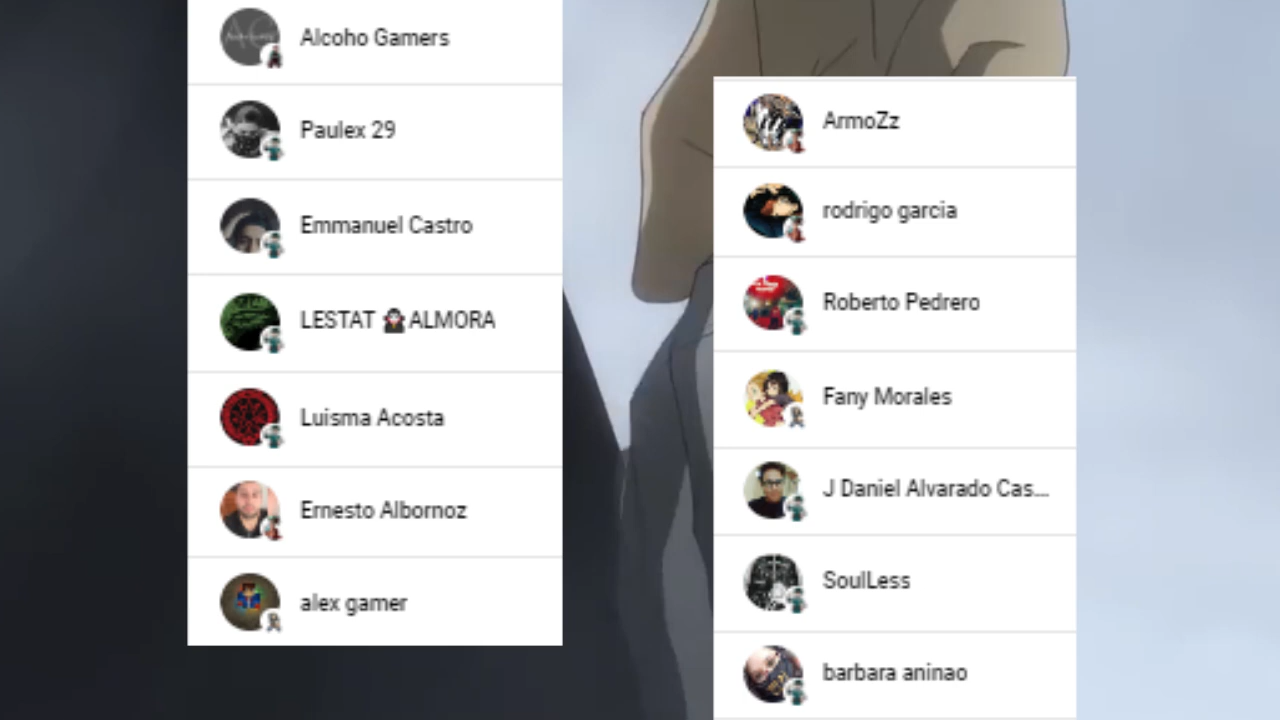 Alcoho Gamers
Paulex 29
Emmanuel Castro
LESTAT 🧛🏻ALMORA
Luisma Acosta
Ernesto Albornoz
alex gamer
ArmoZz
rodrigo garcia
Roberto Pedrero
Fany Morales
J Daniel Alvarado Cas...
SoulLess
barbara aninao